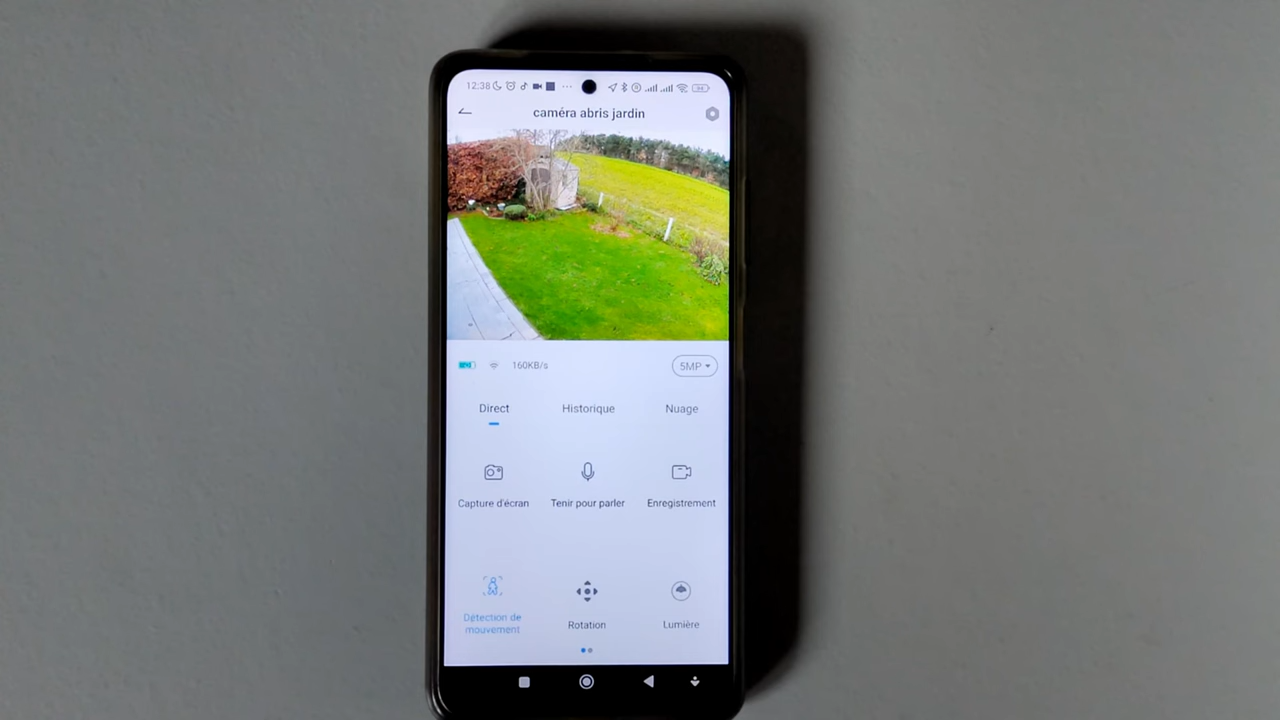 12:38
caméra abris jardin
160KB/s
5MP
Direct Historique Nuage
Capture d'écran Tenir pour parler Enregistrement
Détection de
mouvement
Rotation
Lumière